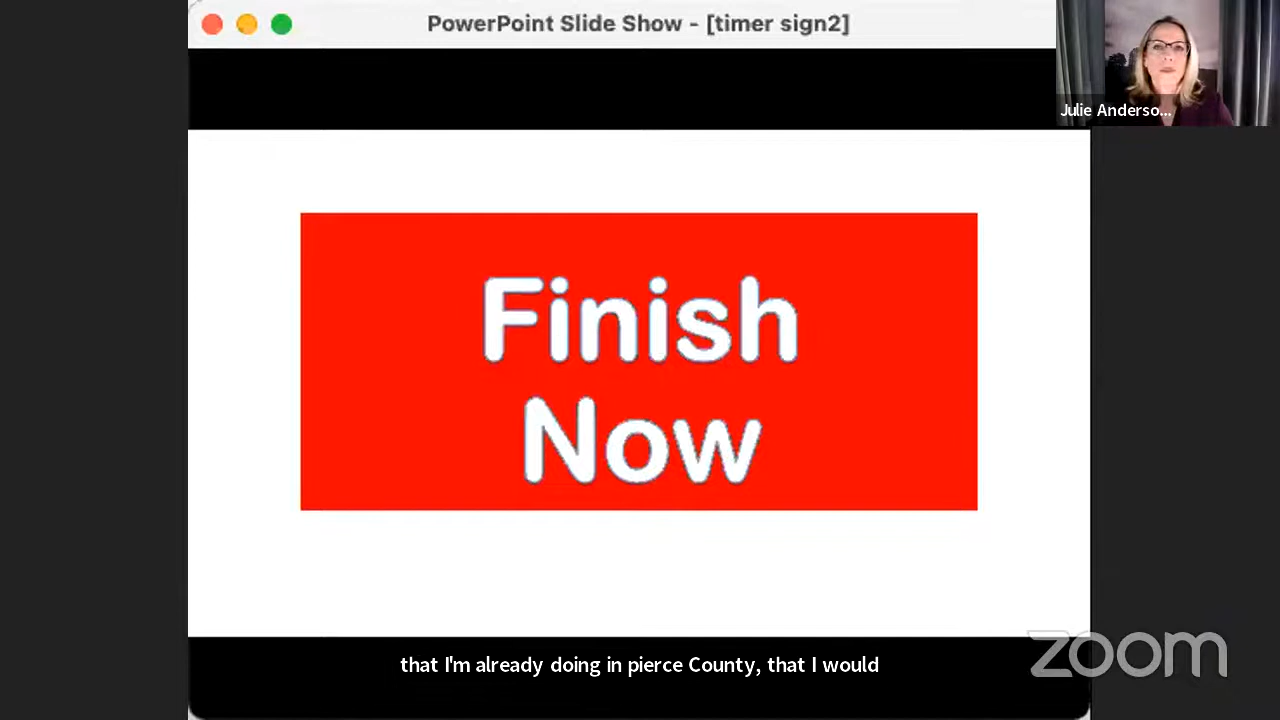 PowerPoint Slide Show - [timer sign2]
Julie Anderso...
Finish
Now
that I'm already doing in pierce County, that I would
zoom